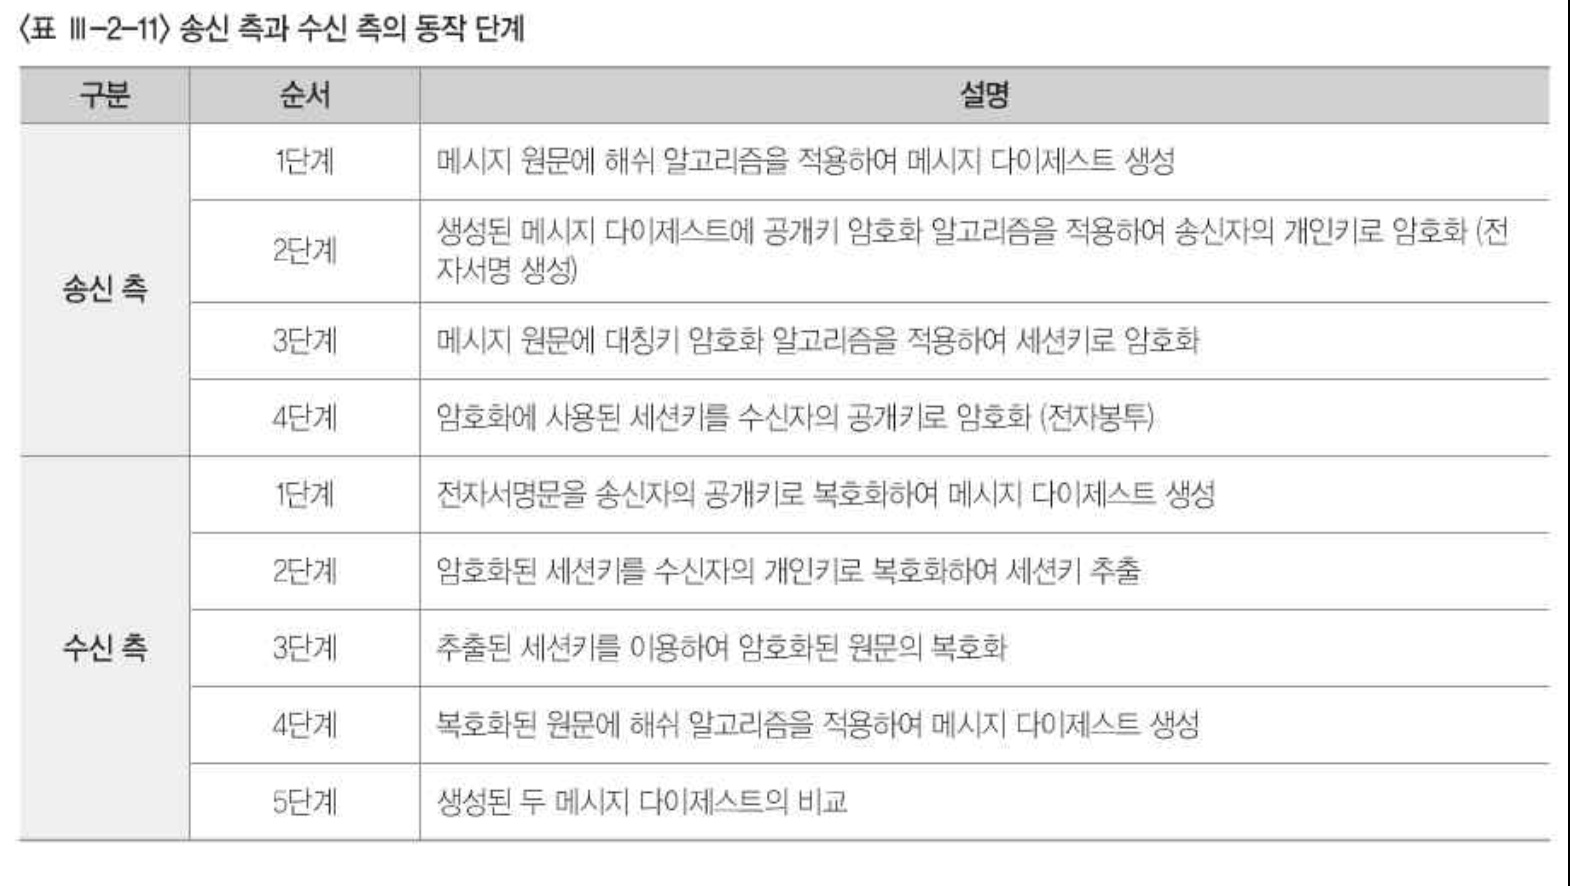 〈표 Ⅲ-2-11〉 송신 측과 수신 측의 동작 단계
구분 순서 설명
송신 측
1단계 메시지 원문에 해쉬 알고리즘을 적용하여 메시지 다이제스트 생성
2단계 생성된 메시지 다이제스트에 공개키 암호화 알고리즘을 적용하여 송신자의 개인키로 암호화 (전
자서명 생성)
3단계 메시지 원문에 대칭키 암호화 알고리즘을 적용하여 세션키로 암호화
4단계 암호화에 사용된 세션키를 수신자의 공개키로 암호화 (전자봉투)
수신 측
1단계 전자서명문을 송신자의 공개키로 복호화하여 메시지 다이제스트 생성
2단계 암호화된 세션키를 수신자의 개인키로 복호화하여 세션키 추출
3단계 추출된 세션키를 이용하여 암호화된 원문의 복호화
4단계 복호화된 원문에 해쉬 알고리즘을 적용하여 메시지 다이제스트 생성
5단계 생성된 두 메시지 다이제스트의 비교